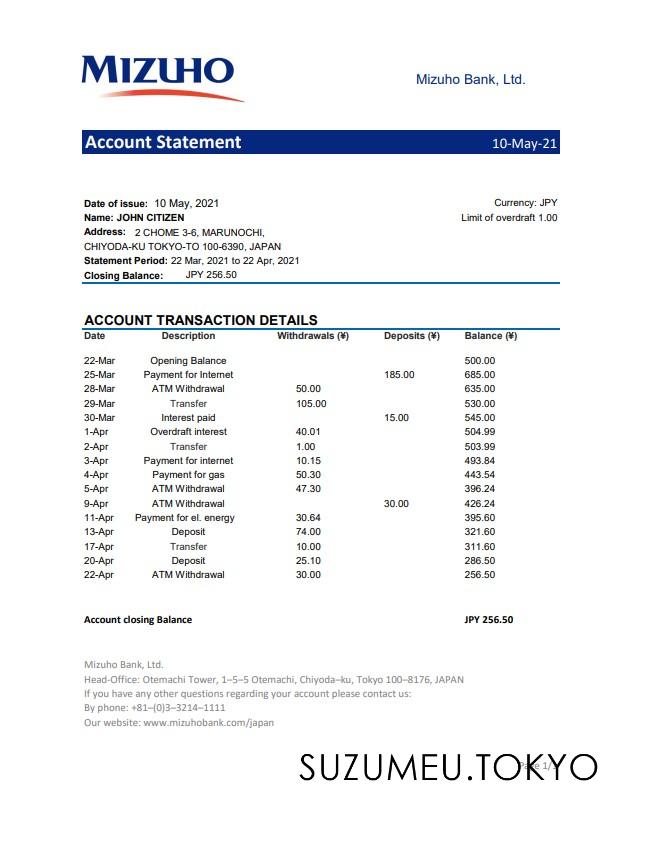 MIZUHO
Mizuho Bank, Ltd.
Account Statement 10-May-21
Date of issue: 10 May, 2021 Currency: JPY
Name: JOHN CITIZEN Limit of overdraft 1.00
Address: 2 CHOME 3-6, MARUNOCHI,
CHIYODA-KU TOKYO-TO 100-6390, JAPAN
Statement Period: 22 Mar, 2021 to 22 Apr, 2021
Closing Balance: JPY 256.50
ACCOUNT TRANSACTION DETAILS
Date Description Withdrawals (¥) Deposits (¥) Balance (¥)
22-Mar Opening Balance 500.00
25-Mar Payment for Internet 185.00 685.00
28-Mar ATM Withdrawal 50.00 635.00
29-Mar Transfer 105.00 530.00
30-Mar Interest paid 15.00 545.00
1-Apr Overdraft interest 40.01 504.99
2-Apr Transfer 1.00 503.99
3-Apr Payment for internet 10.15 493.84
4-Apr Payment for gas 50.30 443.54
5-Apr ATM Withdrawal 47.30 396.24
9-Apr ATM Withdrawal 30.00 426.24
11-Apr Payment for el. energy 30.64 395.60
13-Apr Deposit 74.00 321.60
17-Apr Transfer 10.00 311.60
20-Apr Deposit 25.10 286.50
22-Apr ATM Withdrawal 30.00 256.50
Account closing Balance JPY 256.50
Mizuho Bank, Ltd.
Head-Office: Otemachi Tower, 1–5–5 Otemachi, Chiyoda–ku, Tokyo 100–8176, JAPAN
If you have any other questions regarding your account please contact us:
By phone: +81–(0)3–3214–1111
Our website: www.mizuhobank.com/japan
SUZUMEU.TOKYO